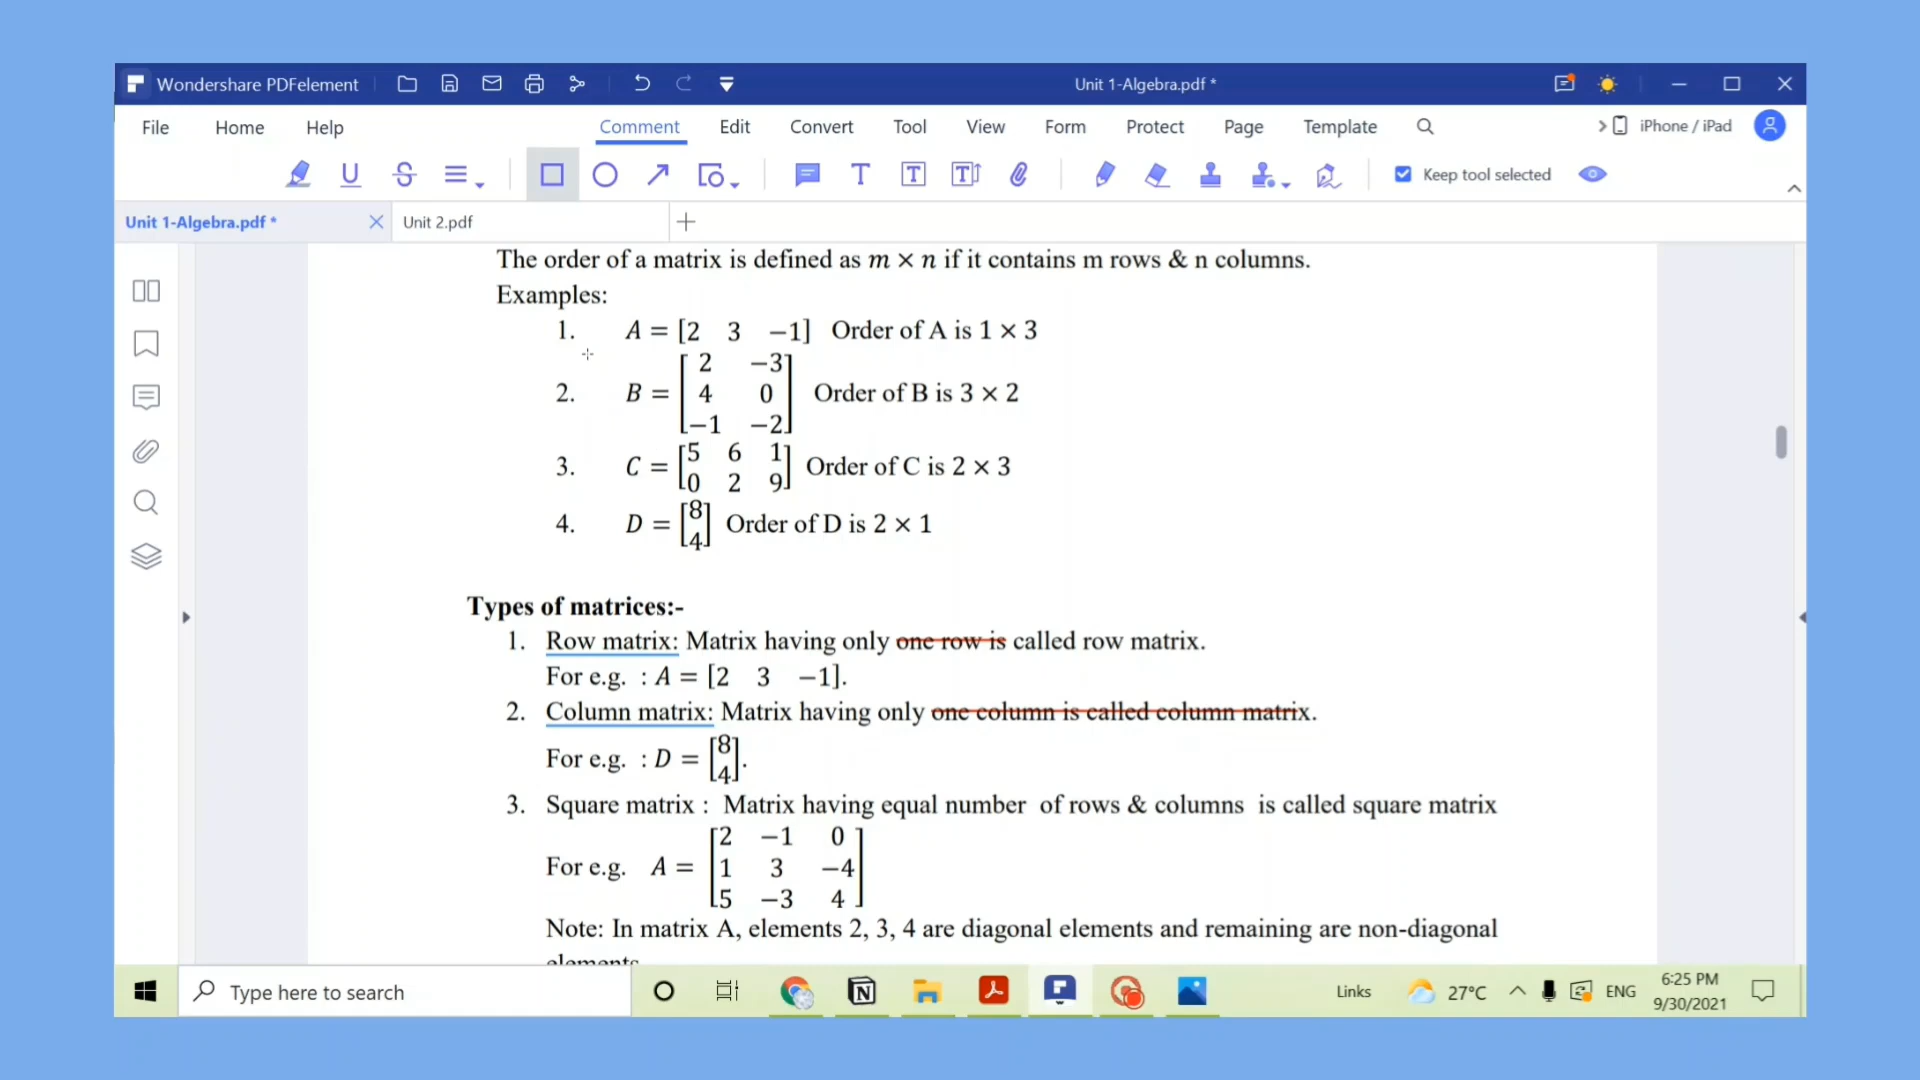 Wondershare PDFelement
Unit 1-Algebra.pdf *
File Home Help Comment Edit Convert Tool View Form Protect Page Template iPhone / iPad
Keep tool selected
Unit 1-Algebra.pdf * Unit 2.pdf
The order of a matrix is defined as m × n if it contains m rows & n columns.
Examples:
1. A = [2 3 −1] Order of A is 1 × 3
2 −3
2. B = 4 0 Order of B is 3 × 2
−1 −2
5 6 1
3. C = Order of C is 2 × 3
0 2 9
8
4. D = Order of D is 2 × 1
4
Types of matrices:-
1. Row matrix: Matrix having only one row is called row matrix.
For e.g. : A = [2 3 −1].
2. Column matrix: Matrix having only one column is called column matrix.
8
For e.g. : D = .
4
3. Square matrix : Matrix having equal number of rows & columns is called square matrix
2 −1 0
For e.g. A = 1 3 −4
5 −3 4
Note: In matrix A, elements 2, 3, 4 are diagonal elements and remaining are non-diagonal
elements
Type here to search
Links 27°C ENG
6:25 PM
9/30/2021